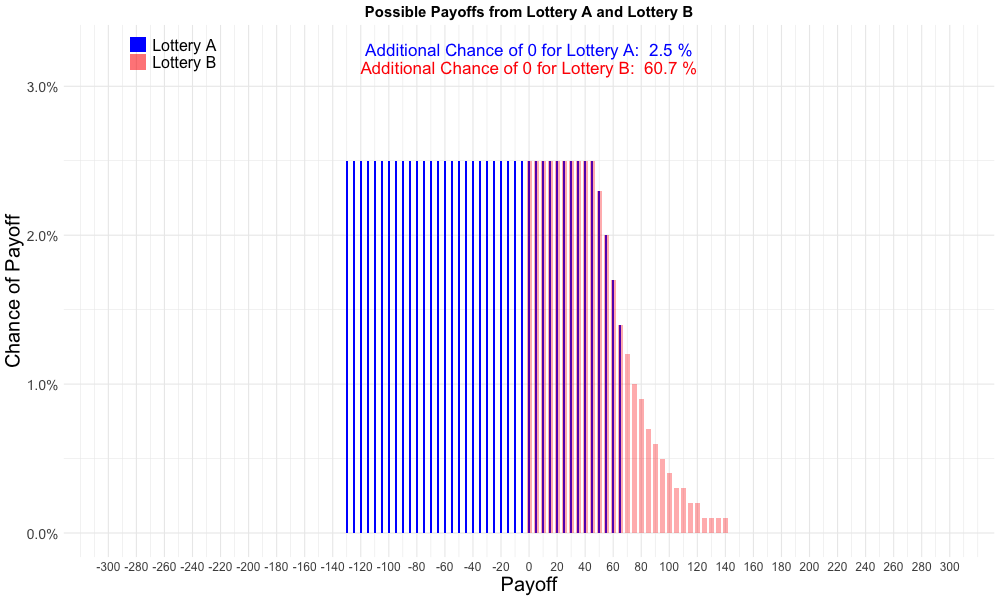 Possible Payoffs from Lottery A and Lottery B
Lottery A
Lottery B
Additional Chance of 0 for Lottery A: 2.5 %
Additional Chance of 0 for Lottery B: 60.7 %
Chance of Payoff
3.0%
2.0%
1.0%
0.0%
-300 -280 -260 -240 -220 -200 -180 -160 -140 -120 -100 -80 -60 -40 -20 0 20 40 60 80 100 120 140 160 180 200 220 240 260 280 300
Payoff